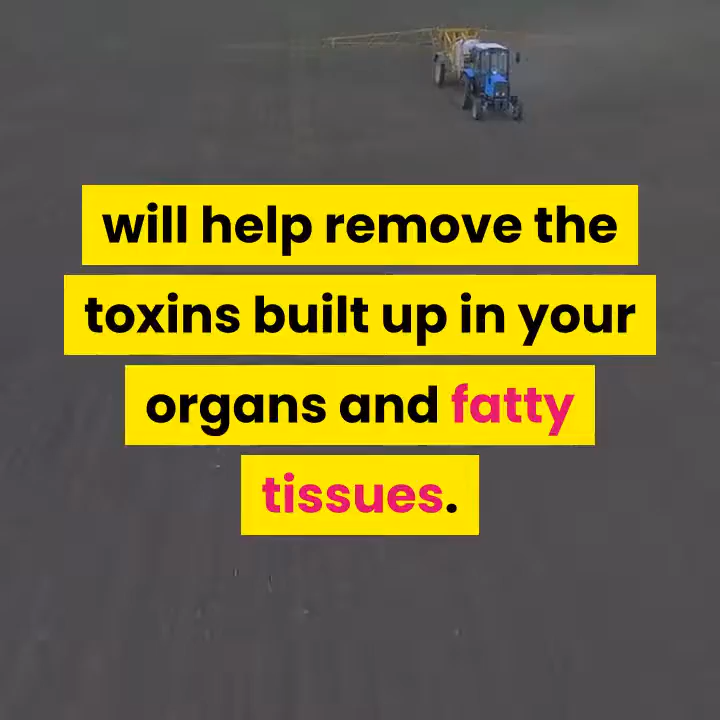 will help remove the
toxins built up in your
organs and fatty
tissues.